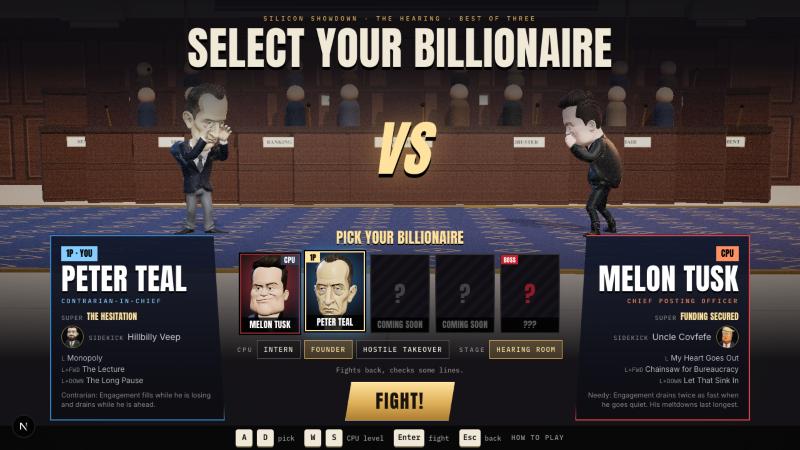 SILICON SHOWDOWN · THE HEARING · BEST OF THREE
SELECT YOUR BILLIONAIRE
RANKING
VS
1P · YOU
PETER TEAL
CONTRARIAN-IN-CHIEF
SUPER THE HESITATION
SIDEKICK Hillbilly Veep
L Monopoly
L+FWD The Lecture
L+DOWN The Long Pause
Contrarian: Engagement fills while he is losing
and drains while he is ahead.
PICK YOUR BILLIONAIRE
CPU
MELON TUSK
1P
PETER TEAL
?
COMING SOON
?
COMING SOON
BOSS
?
???
CPU INTERN FOUNDER HOSTILE TAKEOVER STAGE HEARING ROOM
Fights back, checks some lines.
FIGHT!
CPU
MELON TUSK
CHIEF POSTING OFFICER
SUPER FUNDING SECURED
SIDEKICK Uncle Covfefe
L My Heart Goes Out
L+FWD Chainsaw for Bureaucracy
L+DOWN Let That Sink In
Needy: Engagement drains twice as fast when
he goes quiet. His meltdowns last longest.
N
A D pick W S CPU level Enter fight Esc back HOW TO PLAY